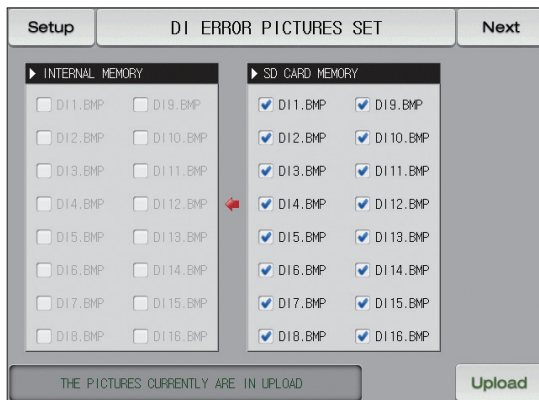 Setup DI ERROR PICTURES SET Next
INTERNAL MEMORY SD CARD MEMORY
DI1.BMP DI9.BMP DI1.BMP DI9.BMP
DI2.BMP DI10.BMP DI2.BMP DI10.BMP
DI3.BMP DI11.BMP DI3.BMP DI11.BMP
DI4.BMP DI12.BMP DI4.BMP DI12.BMP
DI5.BMP DI13.BMP DI5.BMP DI13.BMP
DI6.BMP DI14.BMP DI6.BMP DI14.BMP
DI7.BMP DI15.BMP DI7.BMP DI15.BMP
DI8.BMP DI16.BMP DI8.BMP DI16.BMP
THE PICTURES CURRENTLY ARE IN UPLOAD Upload